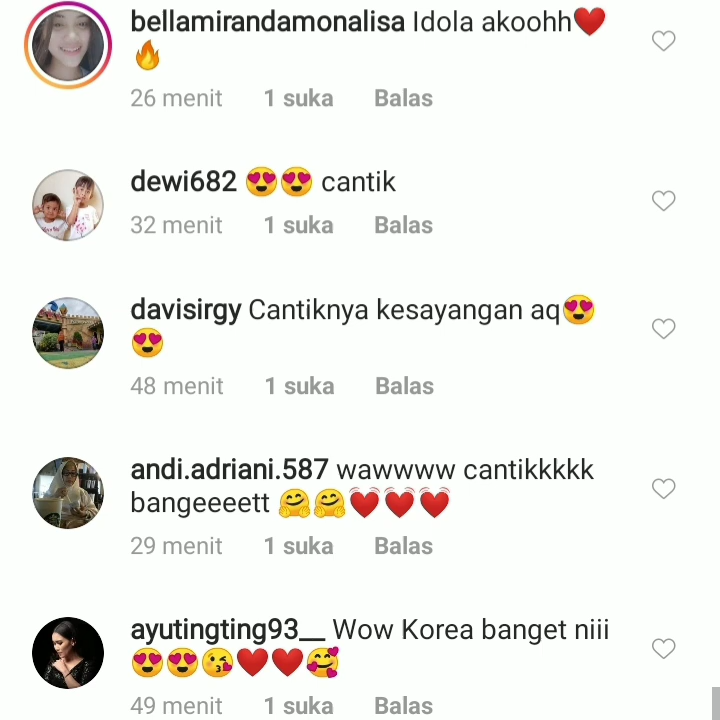 bellamirandamonalisa Idola akoohh❤️
🔥
26 menit 1 suka Balas
dewi682 😍😍 cantik
32 menit 1 suka Balas
davisirgy Cantiknya kesayangan aq😍
😍
48 menit 1 suka Balas
andi.adriani.587 wawwww cantikkkkk
bangeeeett 🤗🤗💓💓💓
29 menit 1 suka Balas
ayutingting93__ Wow Korea banget niii
😍😍😘❤️❤️🥰
49 menit 1 suka Balas